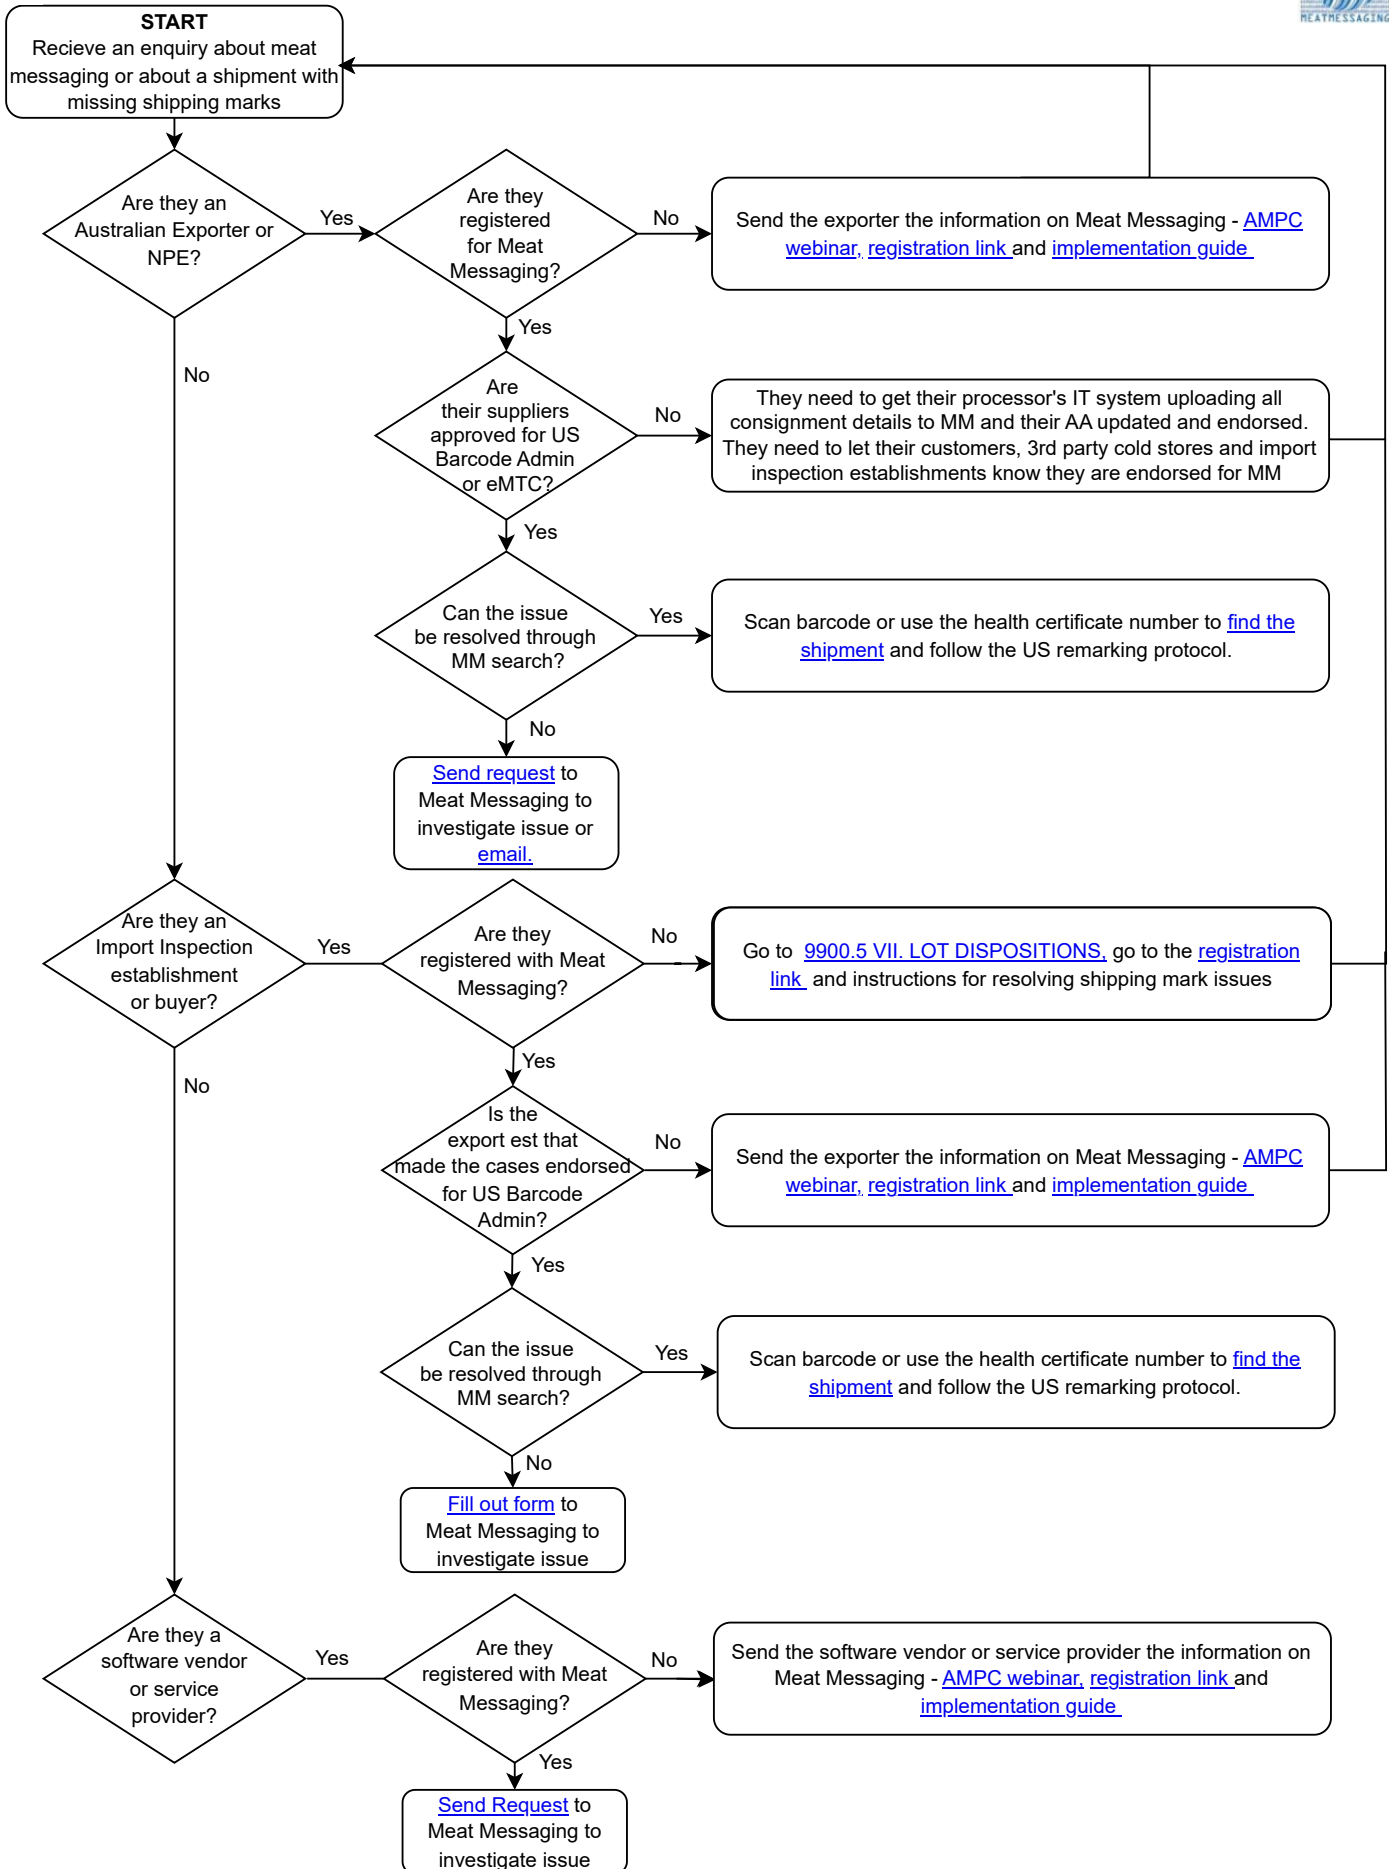 MEATMESSAGING
START
Recieve an enquiry about meat
messaging or about a shipment with
missing shipping marks
Are they an
Australian Exporter or
NPE?
Yes
Are they
registered
for Meat
Messaging?
No
Send the exporter the information on Meat Messaging - AMPC
webinar, registration link and implementation guide
Yes
No
Are
their suppliers
approved for US
Barcode Admin
or eMTC?
No
They need to get their processor's IT system uploading all
consignment details to MM and their AA updated and endorsed.
They need to let their customers, 3rd party cold stores and import
inspection establishments know they are endorsed for MM
Yes
Can the issue
be resolved through
MM search?
Yes
Scan barcode or use the health certificate number to find the
shipment and follow the US remarking protocol.
No
Send request to
Meat Messaging to
investigate issue or
email.
Are they an
Import Inspection
establishment
or buyer?
Yes
Are they
registered with Meat
Messaging?
No
Go to 9900.5 VII. LOT DISPOSITIONS, go to the registration
link and instructions for resolving shipping mark issues
Yes
No
Is the
export est that
made the cases endorsed
for US Barcode
Admin?
No
Send the exporter the information on Meat Messaging - AMPC
webinar, registration link and implementation guide
Yes
Can the issue
be resolved through
MM search?
Yes
Scan barcode or use the health certificate number to find the
shipment and follow the US remarking protocol.
No
Fill out form to
Meat Messaging to
investigate issue
Are they a
software vendor
or service
provider?
Yes
Are they
registered with Meat
Messaging?
No
Send the software vendor or service provider the information on
Meat Messaging - AMPC webinar, registration link and
implementation guide
Yes
Send Request to
Meat Messaging to
investigate issue